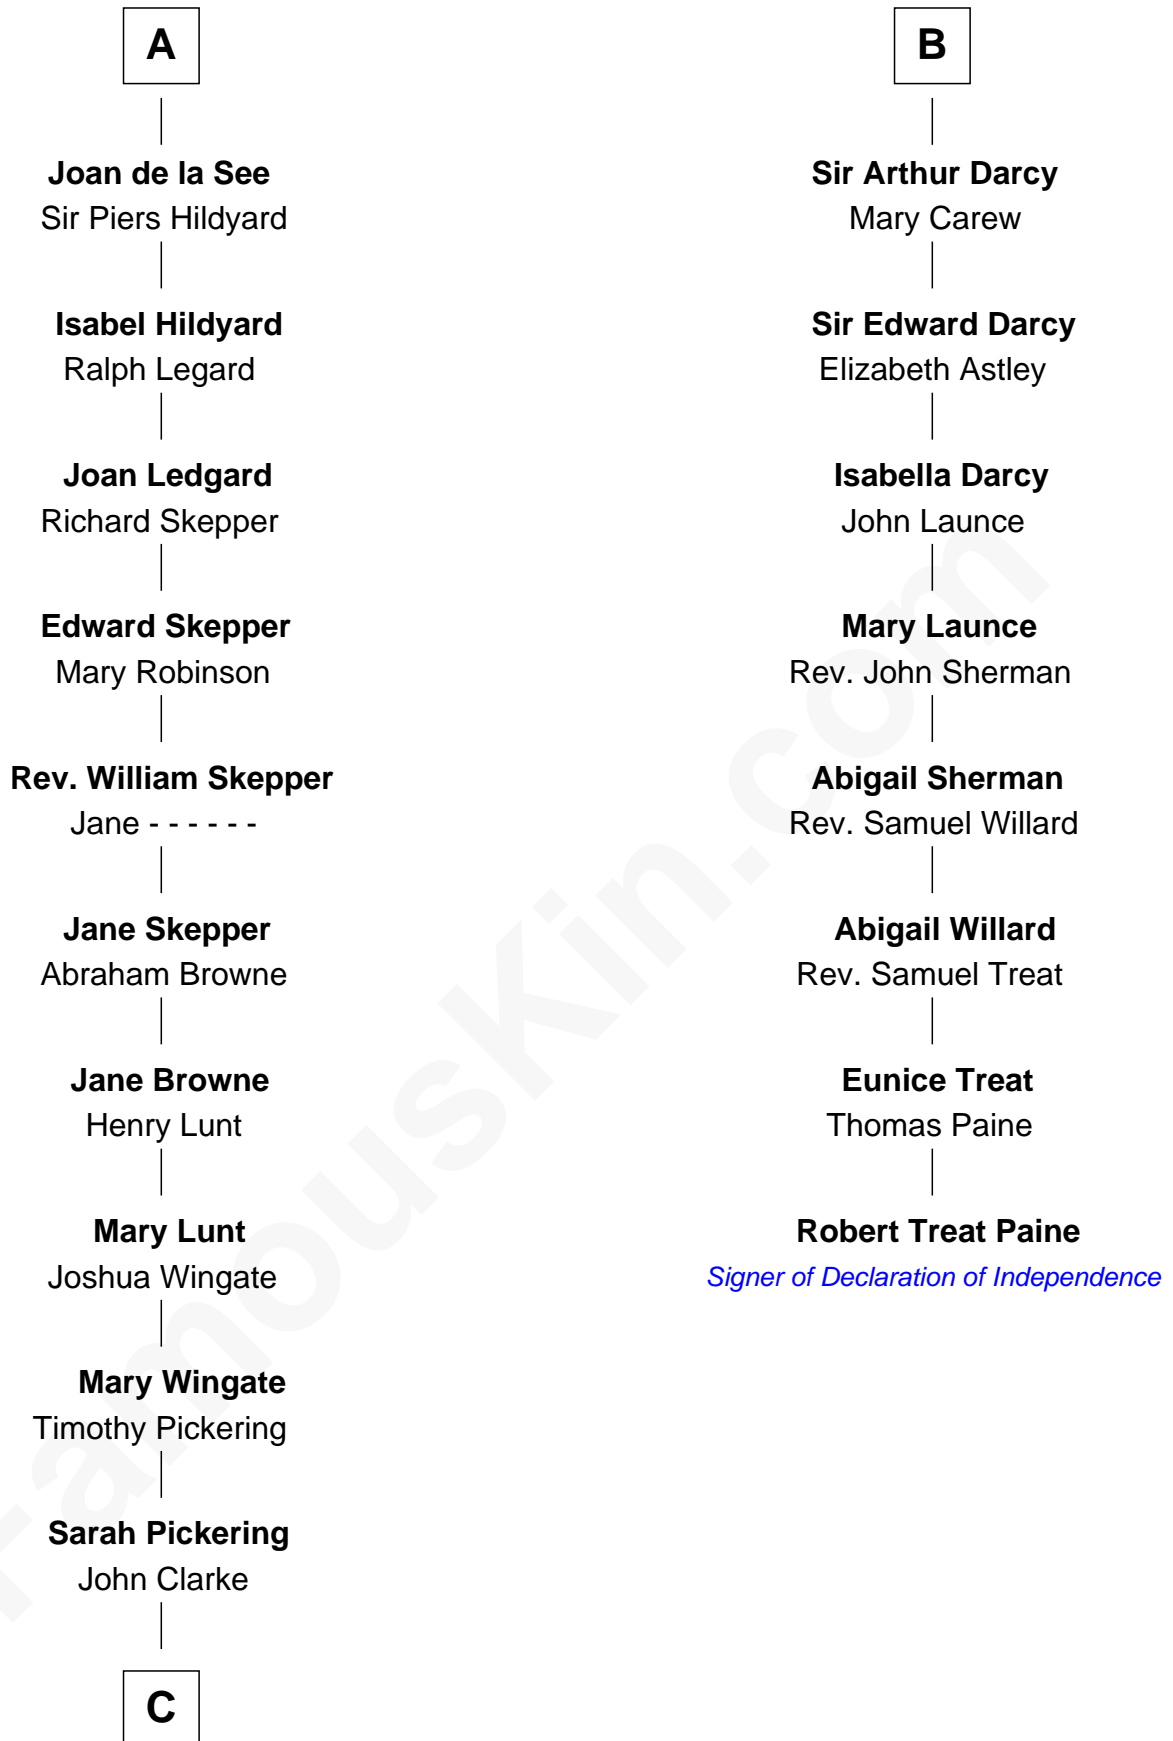 A
Joan de la See
Sir Piers Hildyard
Isabel Hildyard
Ralph Legard
Joan Ledgard
Richard Skepper
Edward Skepper
Mary Robinson
Rev. William Skepper
Jane - - - - - -
Jane Skepper
Abraham Browne
Jane Browne
Henry Lunt
Mary Lunt
Joshua Wingate
Mary Wingate
Timothy Pickering
Sarah Pickering
John Clarke
C
B
Sir Arthur Darcy
Mary Carew
Sir Edward Darcy
Elizabeth Astley
Isabella Darcy
John Launce
Mary Launce
Rev. John Sherman
Abigail Sherman
Rev. Samuel Willard
Abigail Willard
Rev. Samuel Treat
Eunice Treat
Thomas Paine
Robert Treat Paine
Signer of Declaration of Independence
FamousKin.com